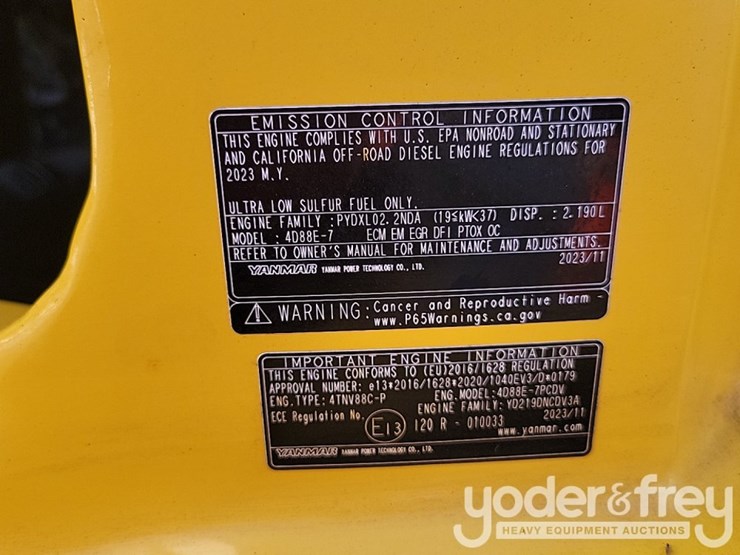 EMISSION CONTROL INFORMATION
THIS ENGINE COMPLIES WITH U.S. EPA NONROAD AND STATIONARY
AND CALIFORNIA OFF-ROAD DIESEL ENGINE REGULATIONS FOR
2023 M.Y.
ULTRA LOW SULFUR FUEL ONLY.
ENGINE FAMILY : PYDXL02.2NDA (19≤kW<37) DISP. : 2.190L
MODEL : 4D88E-7 ECM EM EGR DFI PTOX OC
REFER TO OWNER'S MANUAL FOR MAINTENANCE AND ADJUSTMENTS.
2023/11
YANMAR YANMAR POWER TECHNOLOGY CO., LTD.
WARNING: Cancer and Reproductive Harm -
www.P65Warnings.ca.gov
IMPORTANT ENGINE INFORMATION
THIS ENGINE CONFORMS TO (EU)2016/1628 REGULATION
APPROVAL NUMBER: e13*2016/1628*2020/1040EV3/D*0179
ENG.TYPE: 4TNV88C-P ENG.MODEL: 4D88E-7PCDV
ENGINE FAMILY: YD219DNCDV3A
ECE Regulation No. E13 120 R - 010033 2023/11
www.yanmar.com
YANMAR YANMAR POWER TECHNOLOGY CO., LTD.
yoder&frey
HEAVY EQUIPMENT AUCTIONS